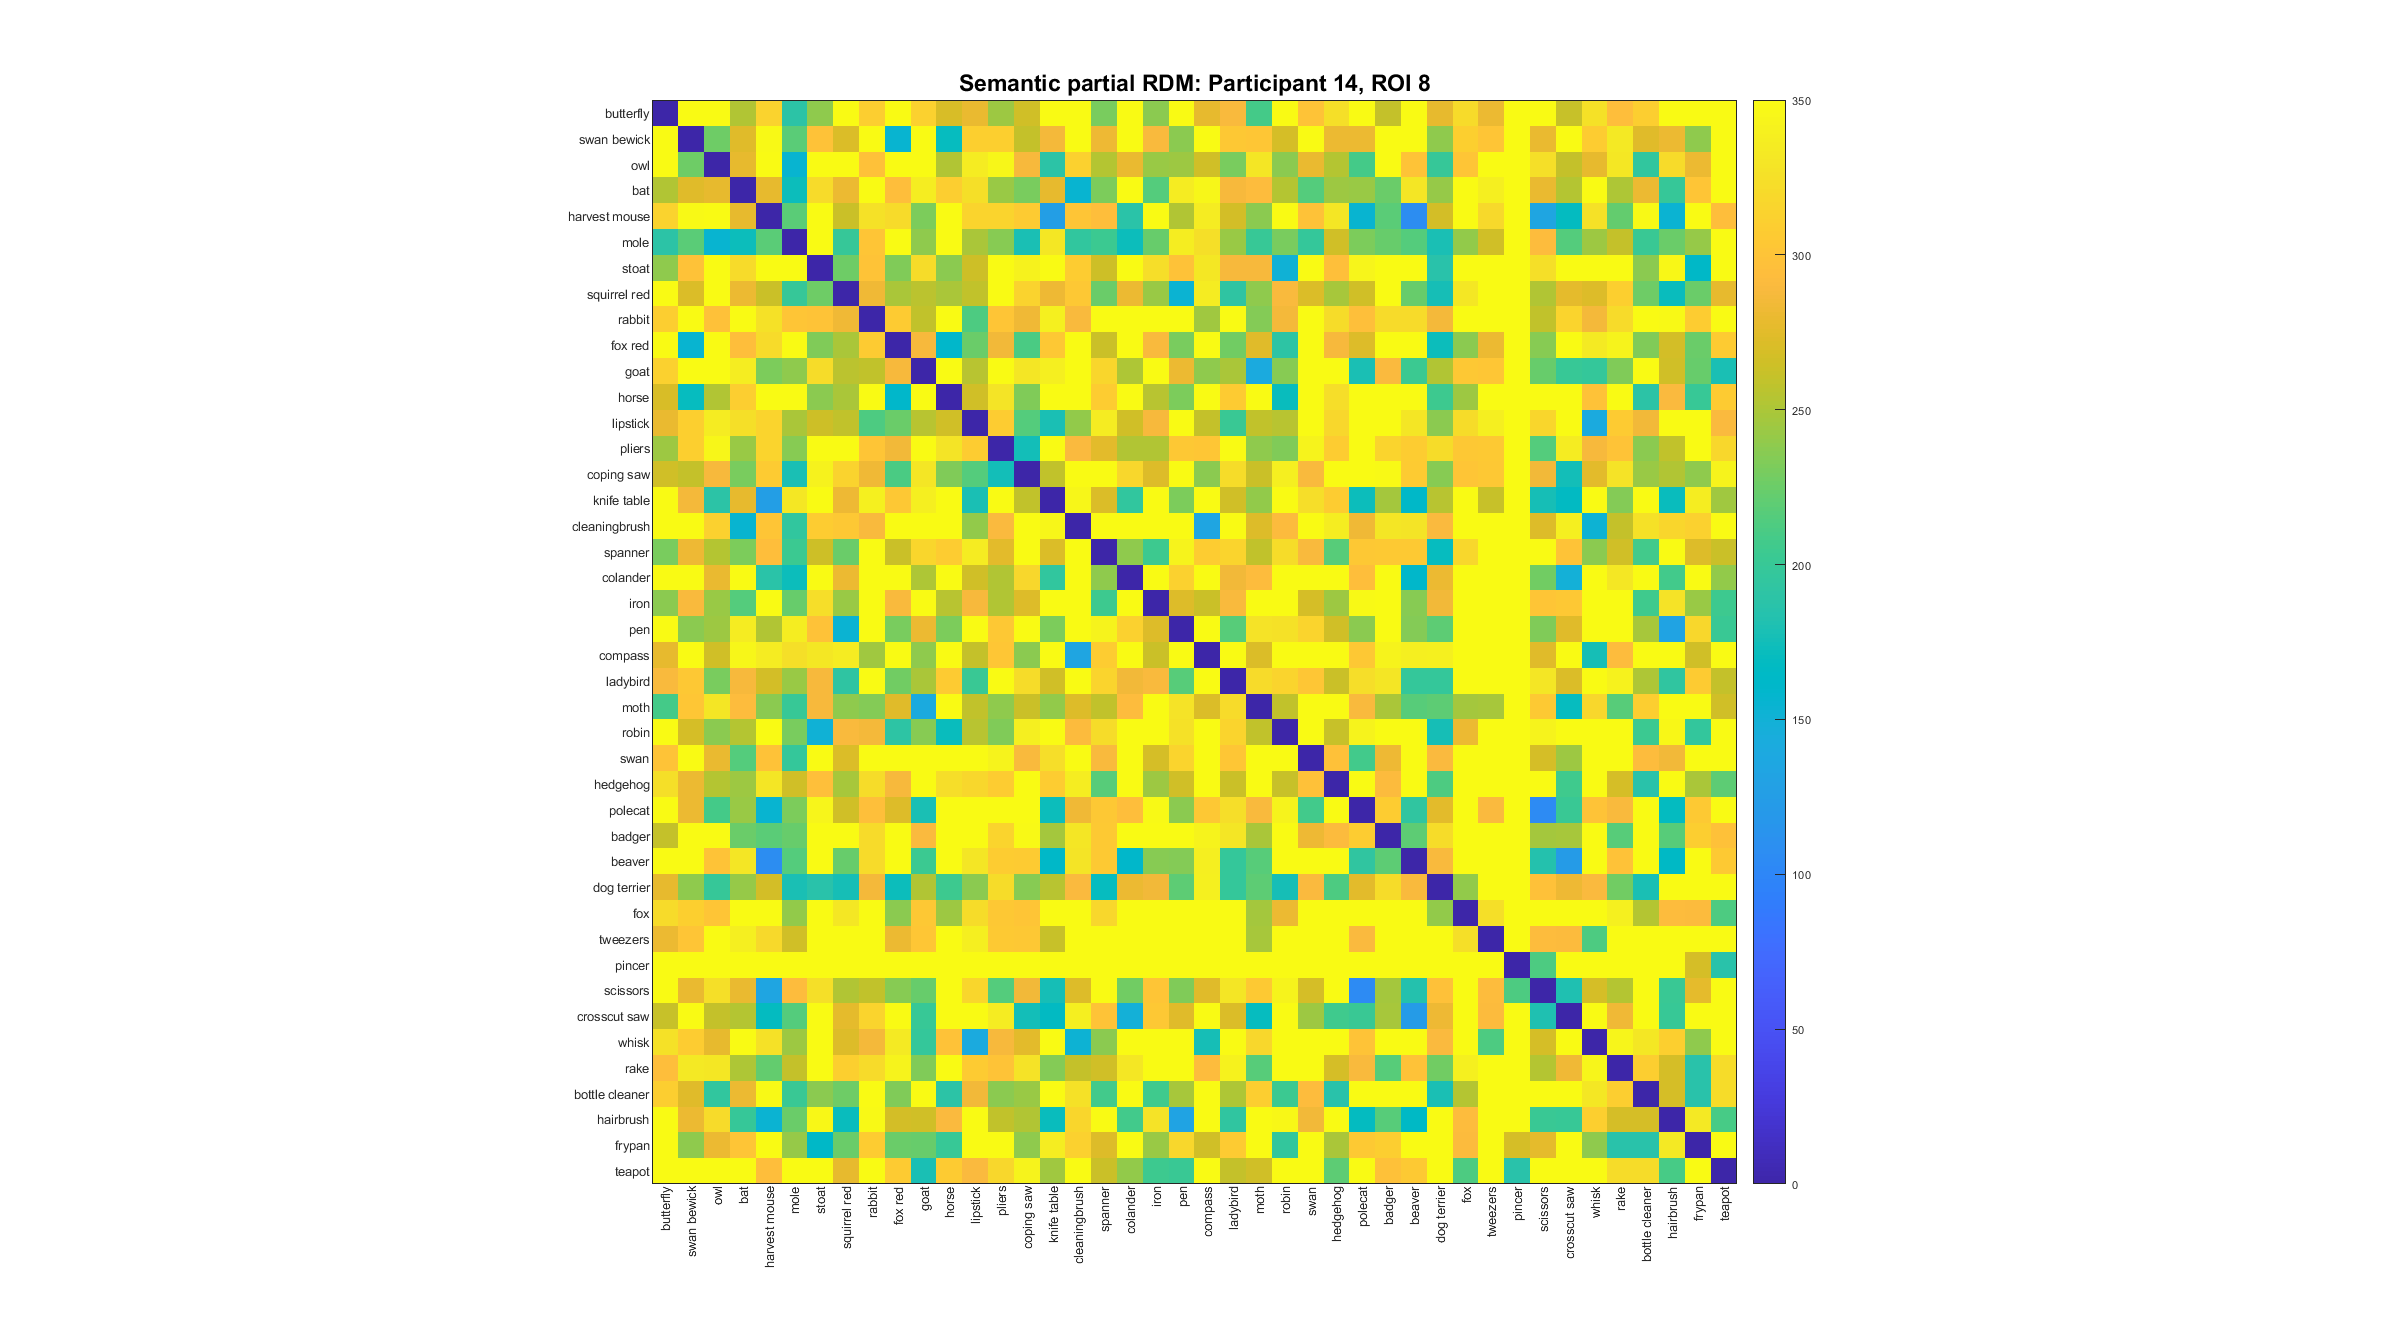 Semantic partial RDM: Participant 14, ROI 8
butterfly
swan bewick
owl
bat
harvest mouse
mole
stoat
squirrel red
rabbit
fox red
goat
horse
lipstick
pliers
coping saw
knife table
cleaningbrush
spanner
colander
iron
pen
compass
ladybird
moth
robin
swan
hedgehog
polecat
badger
beaver
dog terrier
fox
tweezers
pincer
scissors
crosscut saw
whisk
rake
bottle cleaner
hairbrush
frypan
teapot
butterfly
swan bewick
owl
bat
harvest mouse
mole
stoat
squirrel red
rabbit
fox red
goat
horse
lipstick
pliers
coping saw
knife table
cleaningbrush
spanner
colander
iron
pen
compass
ladybird
moth
robin
swan
hedgehog
polecat
badger
beaver
dog terrier
fox
tweezers
pincer
scissors
crosscut saw
whisk
rake
bottle cleaner
hairbrush
frypan
teapot
350
300
250
200
150
100
50
0